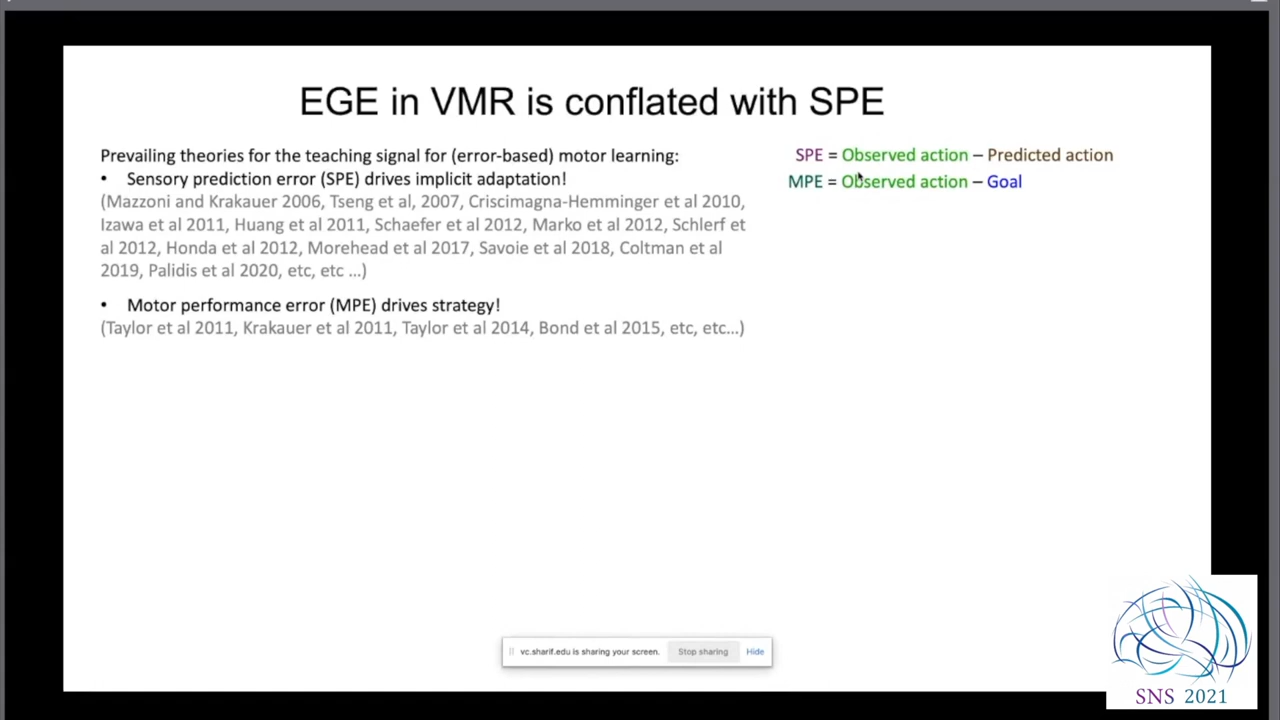 EGE in VMR is conflated with SPE
Prevailing theories for the teaching signal for (error-based) motor learning:
• Sensory prediction error (SPE) drives implicit adaptation!
(Mazzoni and Krakauer 2006, Tseng et al, 2007, Criscimagna-Hemminger et al 2010,
Izawa et al 2011, Huang et al 2011, Schaefer et al 2012, Marko et al 2012, Schlerf et
al 2012, Honda et al 2012, Morehead et al 2017, Savoie et al 2018, Coltman et al
2019, Palidis et al 2020, etc, etc ...)
• Motor performance error (MPE) drives strategy!
(Taylor et al 2011, Krakauer et al 2011, Taylor et al 2014, Bond et al 2015, etc, etc...)
SPE = Observed action – Predicted action
MPE = Observed action – Goal
vc.sharif.edu is sharing your screen. Stop sharing Hide
SNS 2021